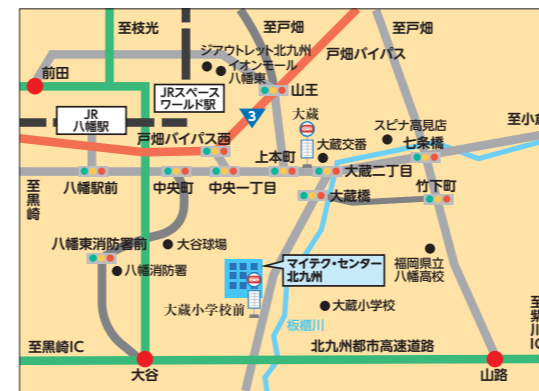 至枝光
至戸畑
至戸畑
ジアウトレット北九州
イオンモール
八幡東
戸畑バイパス
前田
JRスペース
ワールド駅
山王
3
JR
八幡駅
大蔵
スピナ高見店
至小倉
戸畑バイパス西
大蔵交番
七条橋
上本町
大蔵二丁目
至黒崎
八幡駅前
中央町
中央一丁目
大蔵橋
竹下町
八幡東消防署前
大谷球場
八幡消防署
マイテク・センター
北九州
福岡県立
八幡高校
大蔵小学校前
大蔵小学校
板櫃川
至紫川IC
至黒崎IC
北九州都市高速道路
大谷
山路